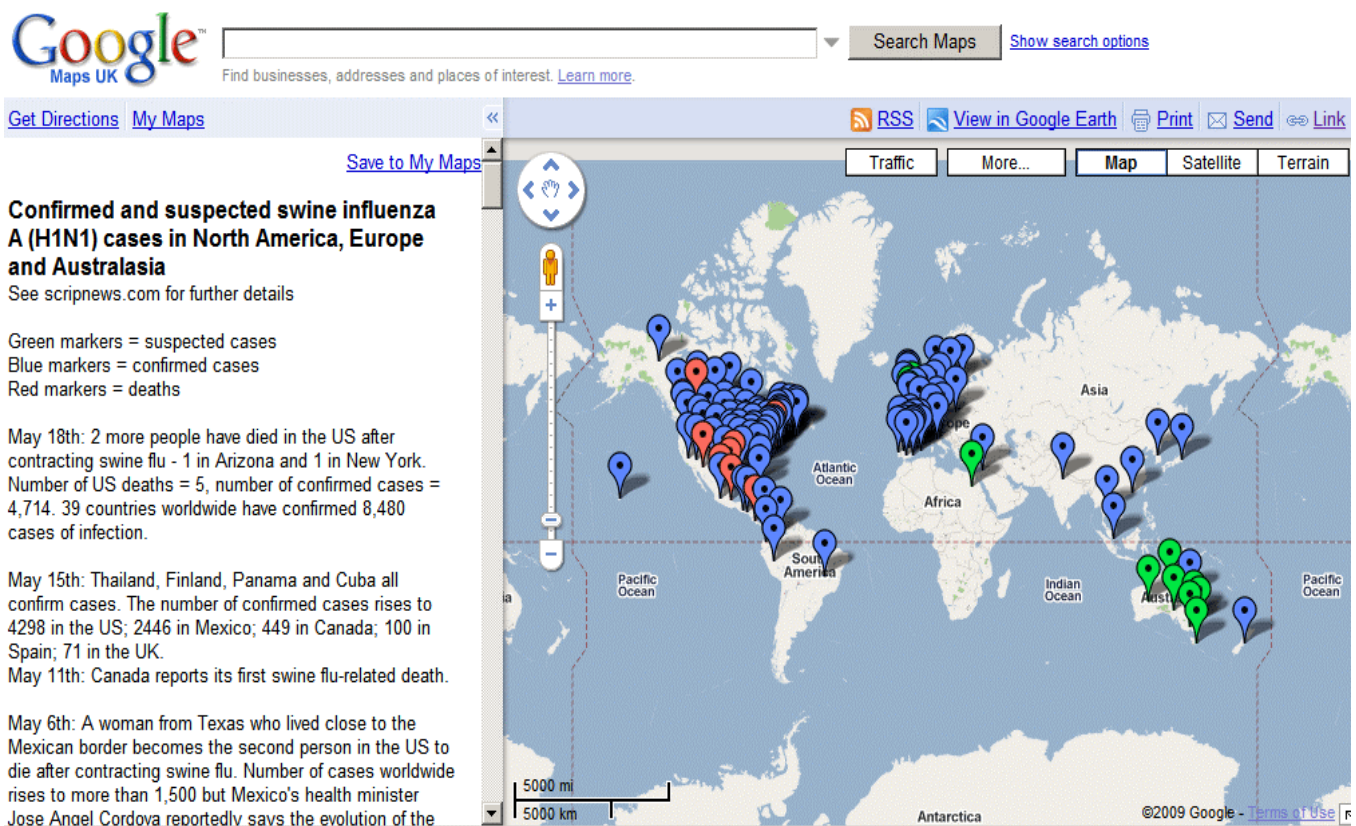 Google™
Maps UK
Search Maps
Show search options
Find businesses, addresses and places of interest. Learn more.
Get Directions
My Maps
«
RSS
View in Google Earth
Print
Send
Link
Save to My Maps
Traffic
More...
Map
Satellite
Terrain
Confirmed and suspected swine influenza
A (H1N1) cases in North America, Europe
and Australasia
See scripnews.com for further details
Green markers = suspected cases
Blue markers = confirmed cases
Red markers = deaths
May 18th: 2 more people have died in the US after
contracting swine flu - 1 in Arizona and 1 in New York.
Number of US deaths = 5, number of confirmed cases =
4,714. 39 countries worldwide have confirmed 8,480
cases of infection.
May 15th: Thailand, Finland, Panama and Cuba all
confirm cases. The number of confirmed cases rises to
4298 in the US; 2446 in Mexico; 449 in Canada; 100 in
Spain; 71 in the UK.
May 11th: Canada reports its first swine flu-related death.
May 6th: A woman from Texas who lived close to the
Mexican border becomes the second person in the US to
die after contracting swine flu. Number of cases worldwide
rises to more than 1,500 but Mexico's health minister
Jose Angel Cordova reportedly says the evolution of the
Asia
Atlantic
Ocean
Africa
South
America
Pacific
Ocean
Indian
Ocean
Pacific
Ocean
Antarctica
5000 mi
5000 km
©2009 Google - Terms of Use